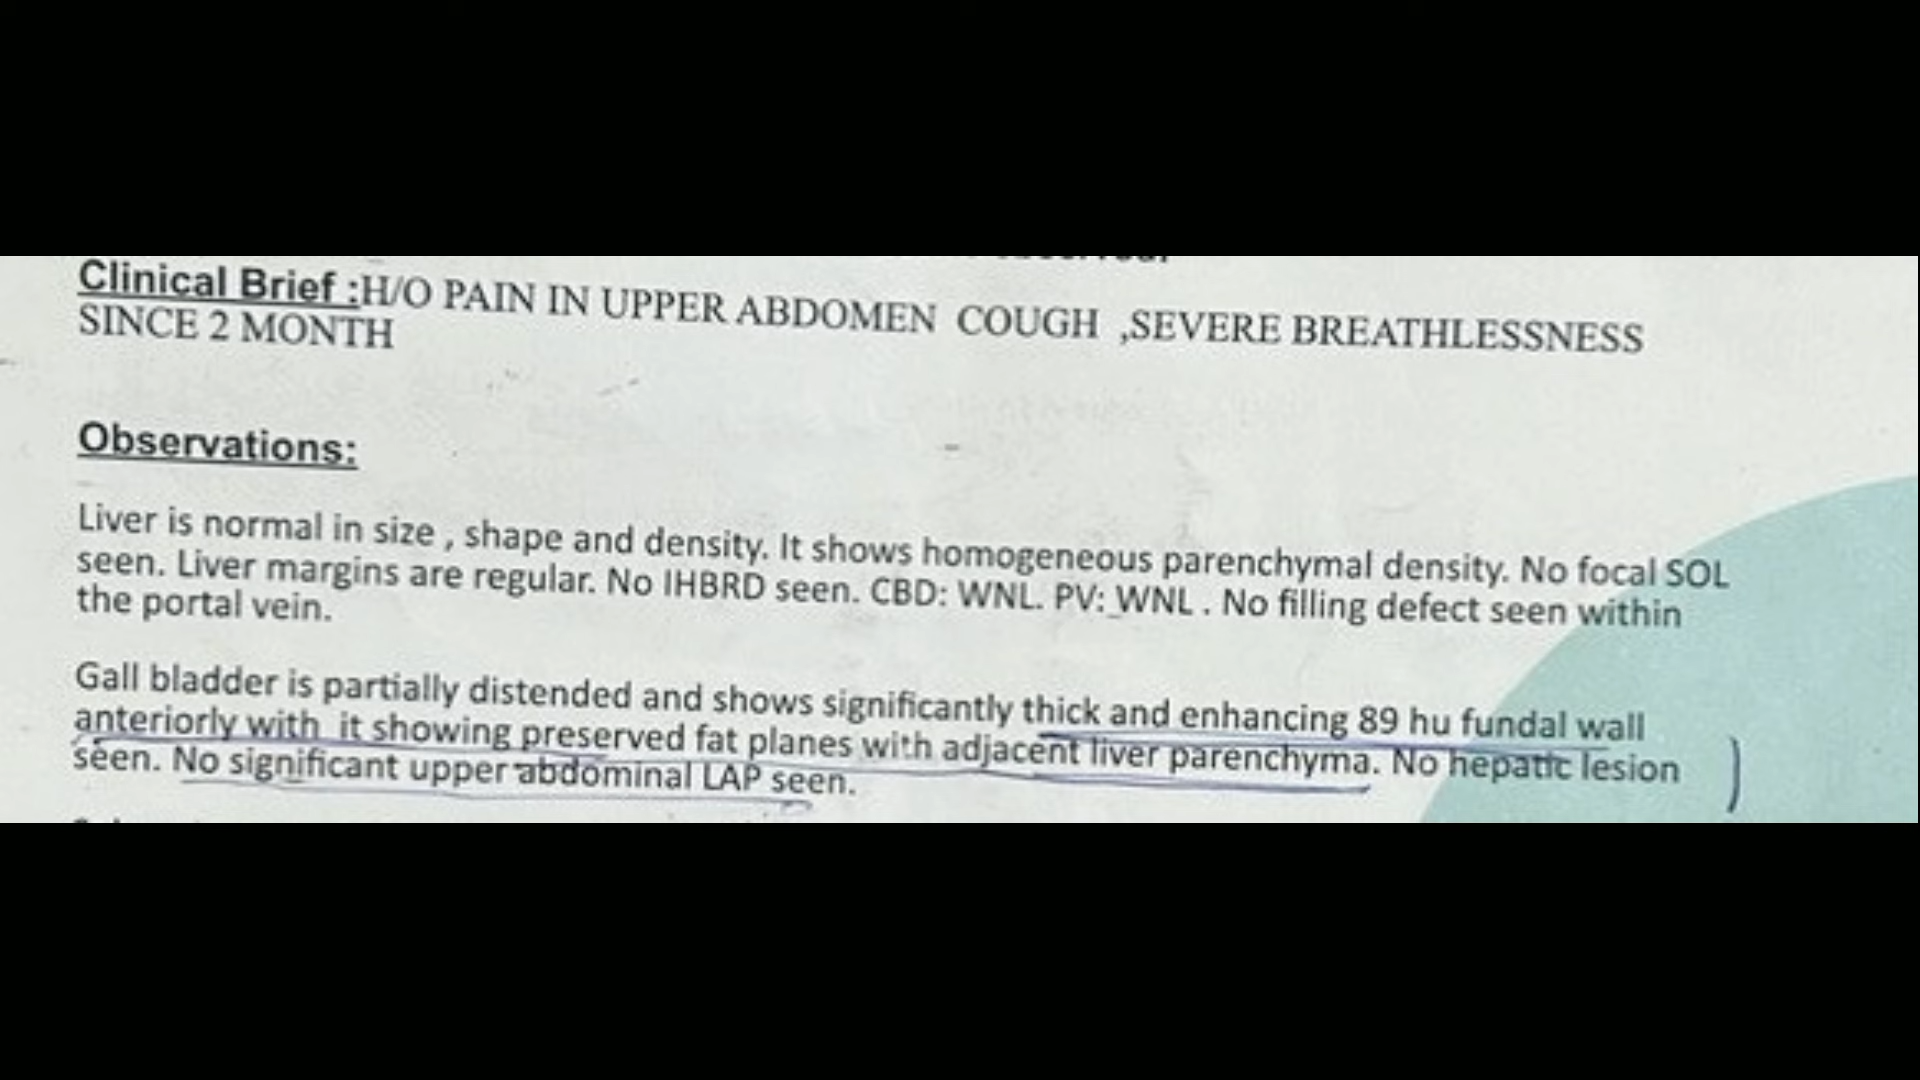 Clinical Brief :H/O PAIN IN UPPER ABDOMEN  COUGH  ,SEVERE BREATHLESSNESS
SINCE 2 MONTH
Observations:
Liver is normal in size , shape and density. It shows homogeneous parenchymal density. No focal SOL
seen. Liver margins are regular. No IHBRD seen. CBD: WNL. PV: WNL . No filling defect seen within
the portal vein.
Gall bladder is partially distended and shows significantly thick and enhancing 89 hu fundal wall
anteriorly with  it showing preserved fat planes with adjacent liver parenchyma. No hepatic lesion
seen. No significant upper abdominal LAP seen.